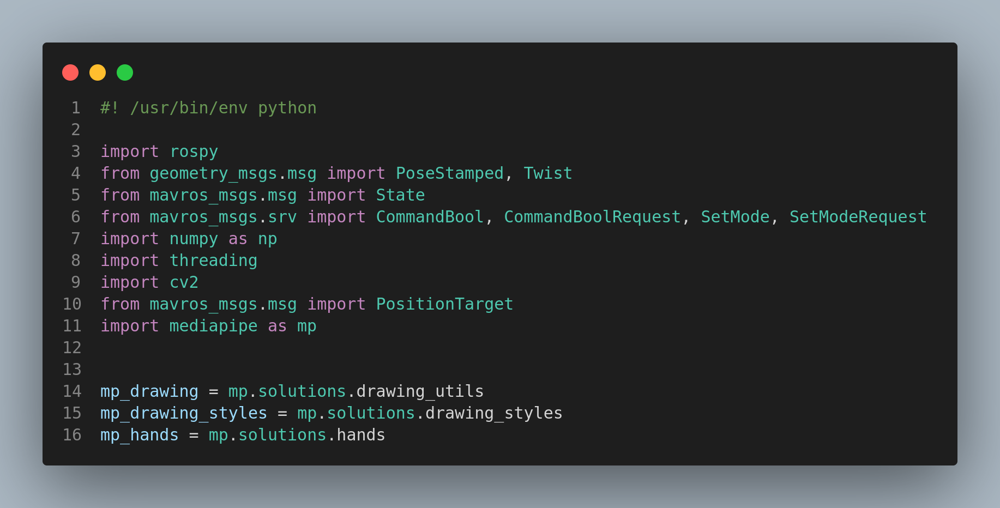 1 #! /usr/bin/env python
2
3 import rospy
4 from geometry_msgs.msg import PoseStamped, Twist
5 from mavros_msgs.msg import State
6 from mavros_msgs.srv import CommandBool, CommandBoolRequest, SetMode, SetModeRequest
7 import numpy as np
8 import threading
9 import cv2
10 from mavros_msgs.msg import PositionTarget
11 import mediapipe as mp
12
13
14 mp_drawing = mp.solutions.drawing_utils
15 mp_drawing_styles = mp.solutions.drawing_styles
16 mp_hands = mp.solutions.hands